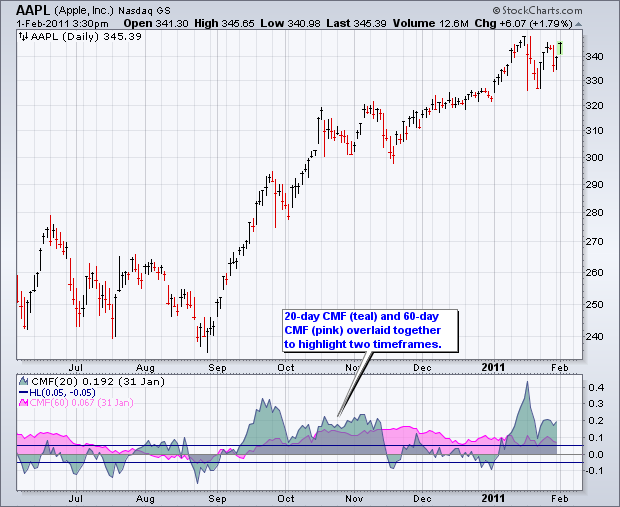 AAPL (Apple, Inc.) Nasdaq GS © StockCharts.com
1-Feb-2011 3:30pm Open 341.30 High 345.65 Low 340.98 Last 345.39 Volume 12.6M Chg +6.07 (+1.79%)
AAPL (Daily) 345.39
340
330
320
310
300
290
280
270
260
250
240
20-day CMF (teal) and 60-day
CMF (pink) overlaid together
to highlight two timeframes.
Jul Aug Sep Oct Nov Dec 2011 Feb
CMF(20) 0.192 (31 Jan)
HL(0.05, -0.05)
CMF(60) 0.067 (31 Jan)
0.4
0.3
0.2
0.1
0.0
-0.1
Jul Aug Sep Oct Nov Dec 2011 Feb